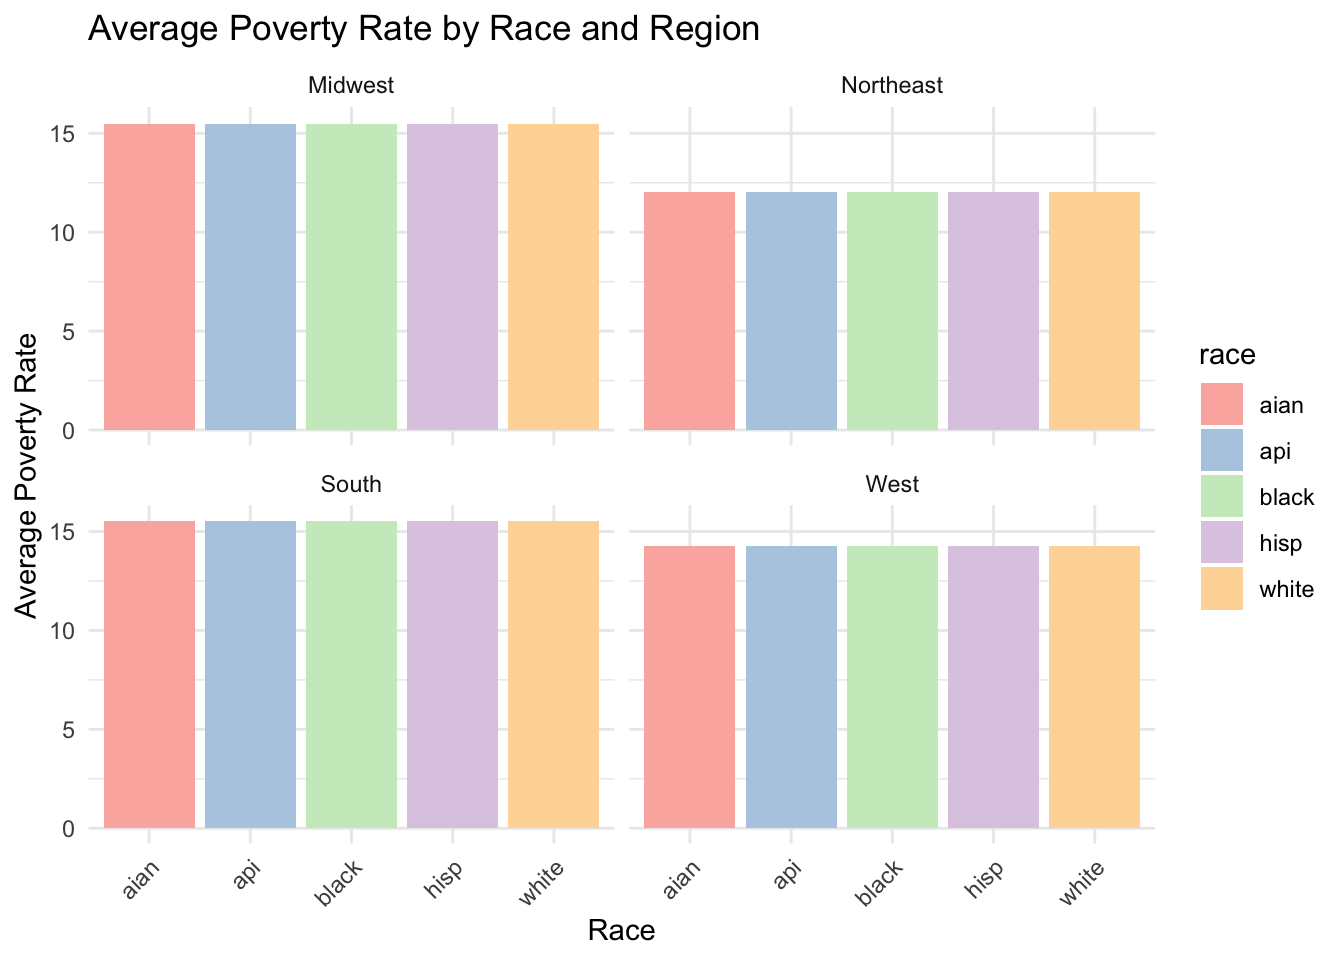 Average Poverty Rate by Race and Region
Midwest
Northeast
15
10
5
0
South
West
15
10
5
0
aian
api
black
hisp
white
aian
api
black
hisp
white
Race
Average Poverty Rate
race
aian
api
black
hisp
white